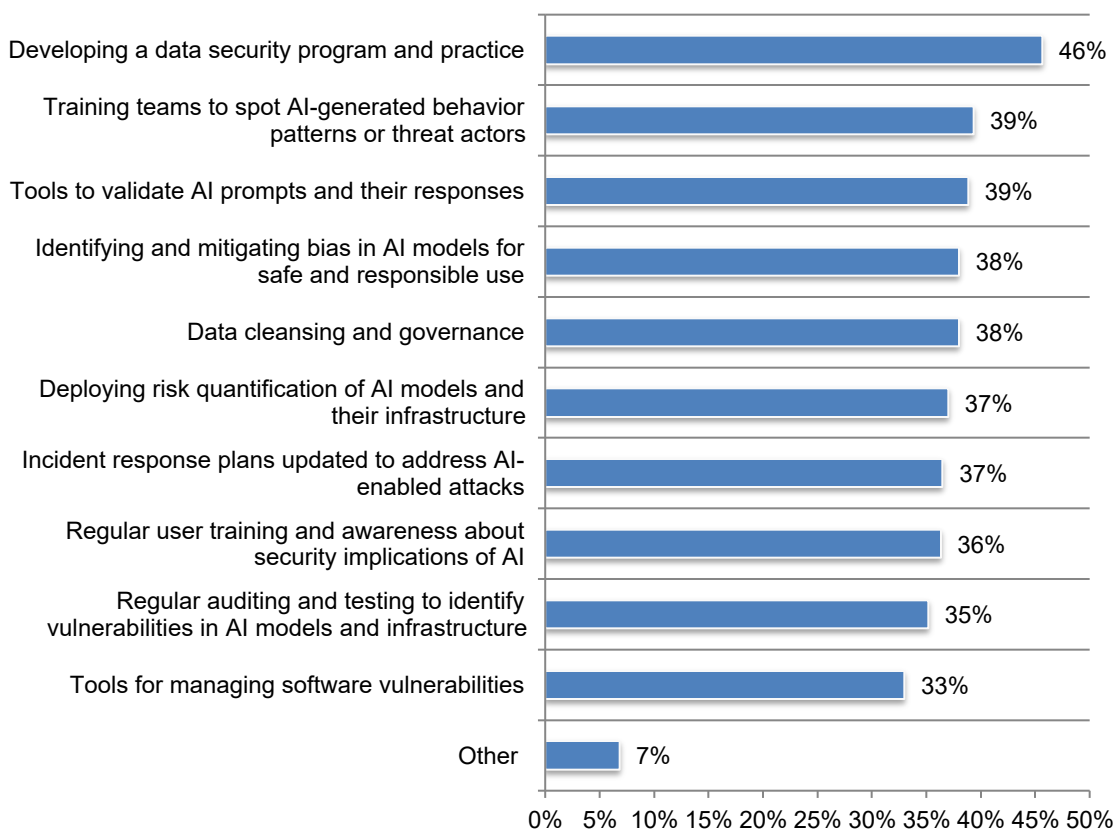 Developing a data security program and practice
46%
Training teams to spot AI-generated behavior
patterns or threat actors
39%
Tools to validate AI prompts and their responses
39%
Identifying and mitigating bias in AI models for
safe and responsible use
38%
Data cleansing and governance
38%
Deploying risk quantification of AI models and
their infrastructure
37%
Incident response plans updated to address AI-
enabled attacks
37%
Regular user training and awareness about
security implications of AI
36%
Regular auditing and testing to identify
vulnerabilities in AI models and infrastructure
35%
Tools for managing software vulnerabilities
33%
Other
7%
0% 5% 10% 15% 20% 25% 30% 35% 40% 45% 50%